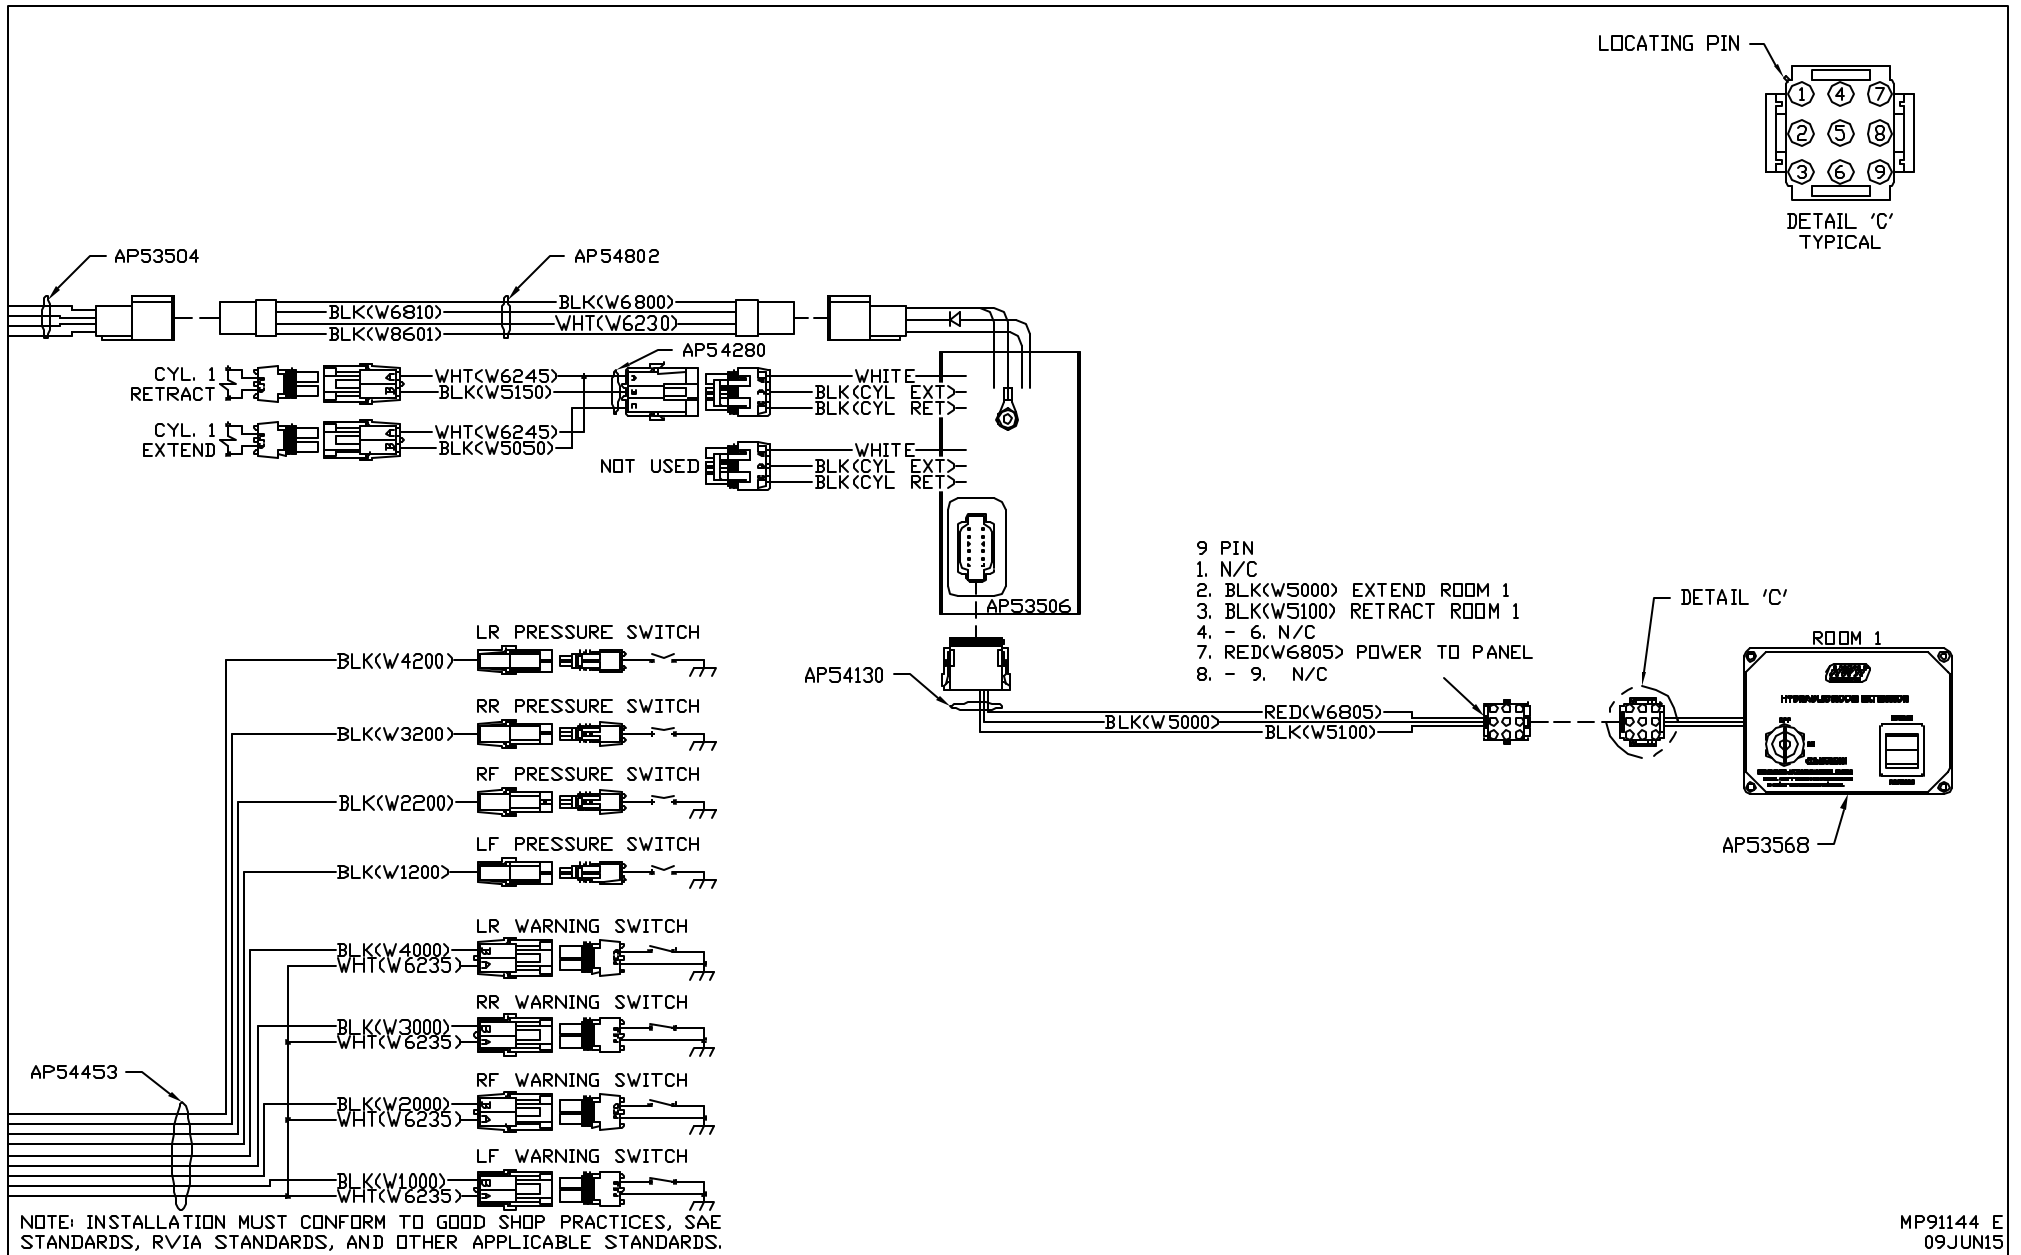 LOCATING PIN
1 4 7
2 5 8
3 6 9
DETAIL 'C'
TYPICAL
AP53504
AP54802
BLK(W6800)
BLK(W6810)
WHT(W6230)
BLK(W8601)
AP54280
CYL. 1
RETRACT
WHT(W6245)
BLK(W5150)
WHITE
BLK(CYL EXT)
BLK(CYL RET)
CYL. 1
EXTEND
WHT(W6245)
BLK(W5050)
NOT USED
WHITE
BLK(CYL EXT)
BLK(CYL RET)
AP53506
9 PIN
1. N/C
2. BLK(W5000) EXTEND ROOM 1
3. BLK(W5100) RETRACT ROOM 1
4. - 6. N/C
7. RED(W6805) POWER TO PANEL
8. - 9. N/C
DETAIL 'C'
ROOM 1
AP54130
RED(W6805)
BLK(W5000)
BLK(W5100)
AP53568
LR PRESSURE SWITCH
BLK(W4200)
RR PRESSURE SWITCH
BLK(W3200)
RF PRESSURE SWITCH
BLK(W2200)
LF PRESSURE SWITCH
BLK(W1200)
LR WARNING SWITCH
BLK(W4000)
WHT(W6235)
RR WARNING SWITCH
BLK(W3000)
WHT(W6235)
AP54453
RF WARNING SWITCH
BLK(W2000)
WHT(W6235)
LF WARNING SWITCH
BLK(W1000)
WHT(W6235)
NOTE: INSTALLATION MUST CONFORM TO GOOD SHOP PRACTICES, SAE
STANDARDS, RVIA STANDARDS, AND OTHER APPLICABLE STANDARDS.
MP91144 E
09JUN15